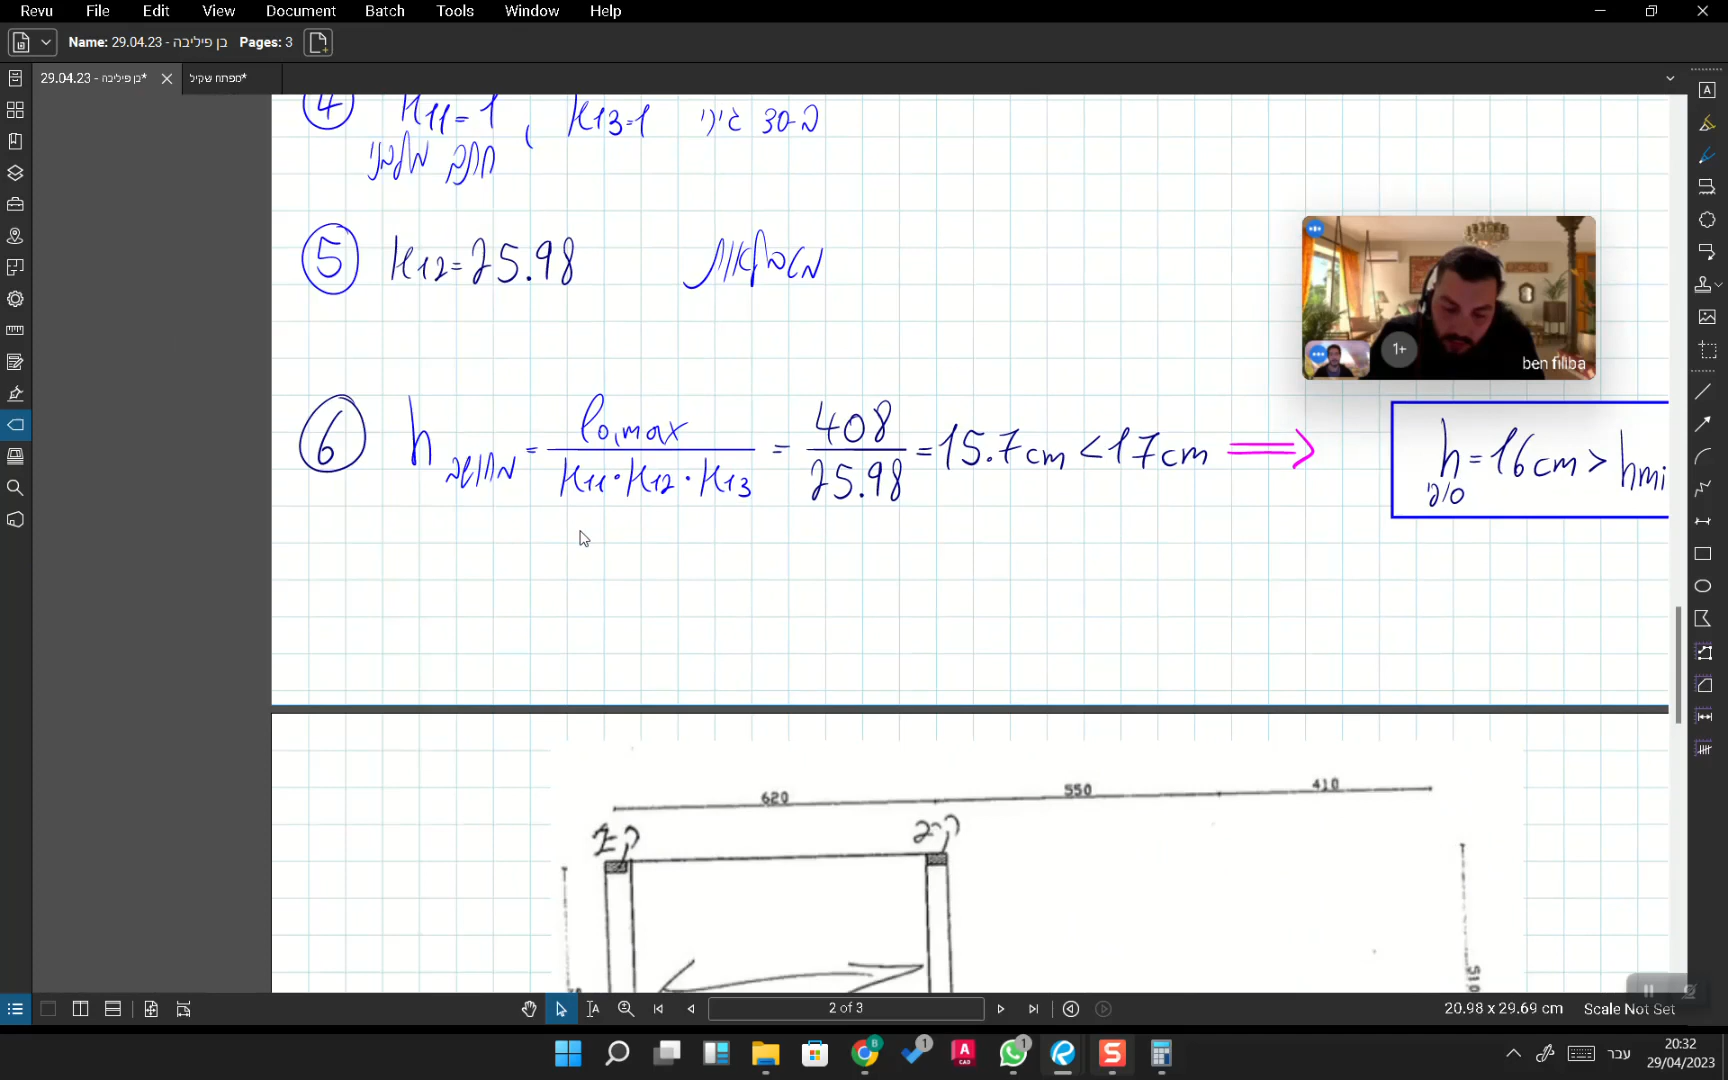 Revu File Edit View Document Batch Tools Window Help
Name: 29.04.23 - בן פיליבה Pages: 3
29.04.23 - בן פיליבה* מפתח שקיל*
④ K11=1 , K13=1 ב-30
חתך מלבני
⑤ K12=25.98 מטבלאות
ben filiba
1+
⑥ h = l0,max / K11·K12·K13 = 408 / 25.98 = 15.7cm < 17cm ⟹ h = 16cm > hmi
620 550 410
510
2 of 3
20.98 x 29.69 cm Scale Not Set
20:32
עבר
29/04/2023